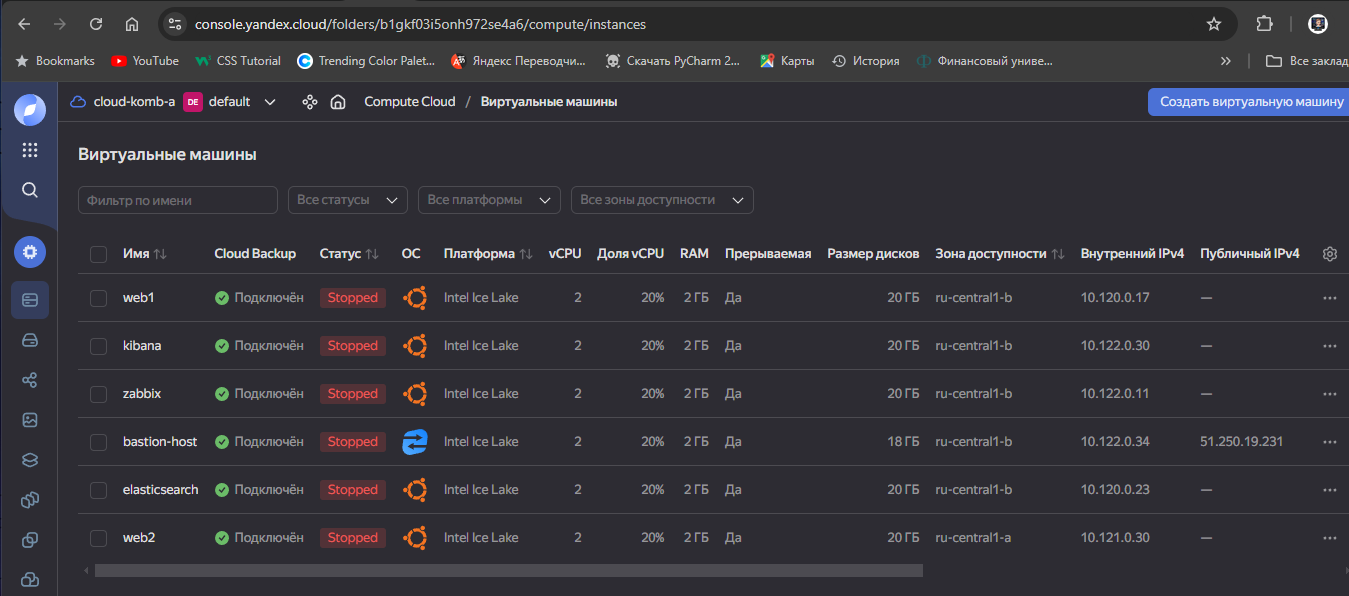 console.yandex.cloud/folders/b1gkf03i5onh972se4a6/compute/instances
Bookmarks YouTube CSS Tutorial Trending Color Palet... Яндекс Переводчи... Скачать PyCharm 2... Карты История Финансовый униве... » Все заклад
cloud-komb-a DE default Compute Cloud / Виртуальные машины Создать виртуальную машину
Виртуальные машины
Фильтр по имени Все статусы Все платформы Все зоны доступности
Имя Cloud Backup Статус ОС Платформа vCPU Доля vCPU RAM Прерываемая Размер дисков Зона доступности Внутренний IPv4 Публичный IPv4
web1 Подключён Stopped Intel Ice Lake 2 20% 2 ГБ Да 20 ГБ ru-central1-b 10.120.0.17 —
kibana Подключён Stopped Intel Ice Lake 2 20% 2 ГБ Да 20 ГБ ru-central1-b 10.122.0.30 —
zabbix Подключён Stopped Intel Ice Lake 2 20% 2 ГБ Да 20 ГБ ru-central1-b 10.122.0.11 —
bastion-host Подключён Stopped Intel Ice Lake 2 20% 2 ГБ Да 18 ГБ ru-central1-b 10.122.0.34 51.250.19.231
elasticsearch Подключён Stopped Intel Ice Lake 2 20% 2 ГБ Да 20 ГБ ru-central1-b 10.120.0.23 —
web2 Подключён Stopped Intel Ice Lake 2 20% 2 ГБ Да 20 ГБ ru-central1-a 10.121.0.30 —